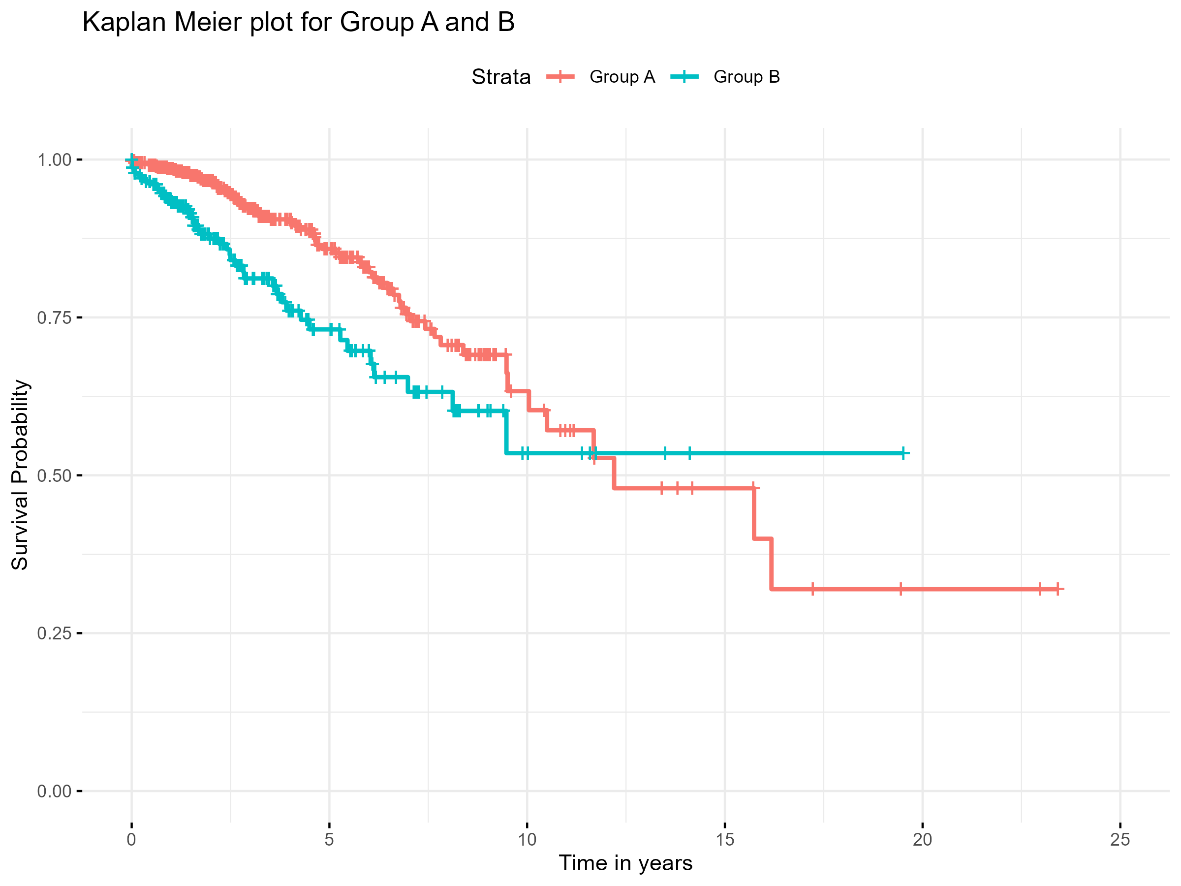 Kaplan Meier plot for Group A and B
Strata Group A Group B
Survival Probability
1.00
0.75
0.50
0.25
0.00
0 5 10 15 20 25
Time in years